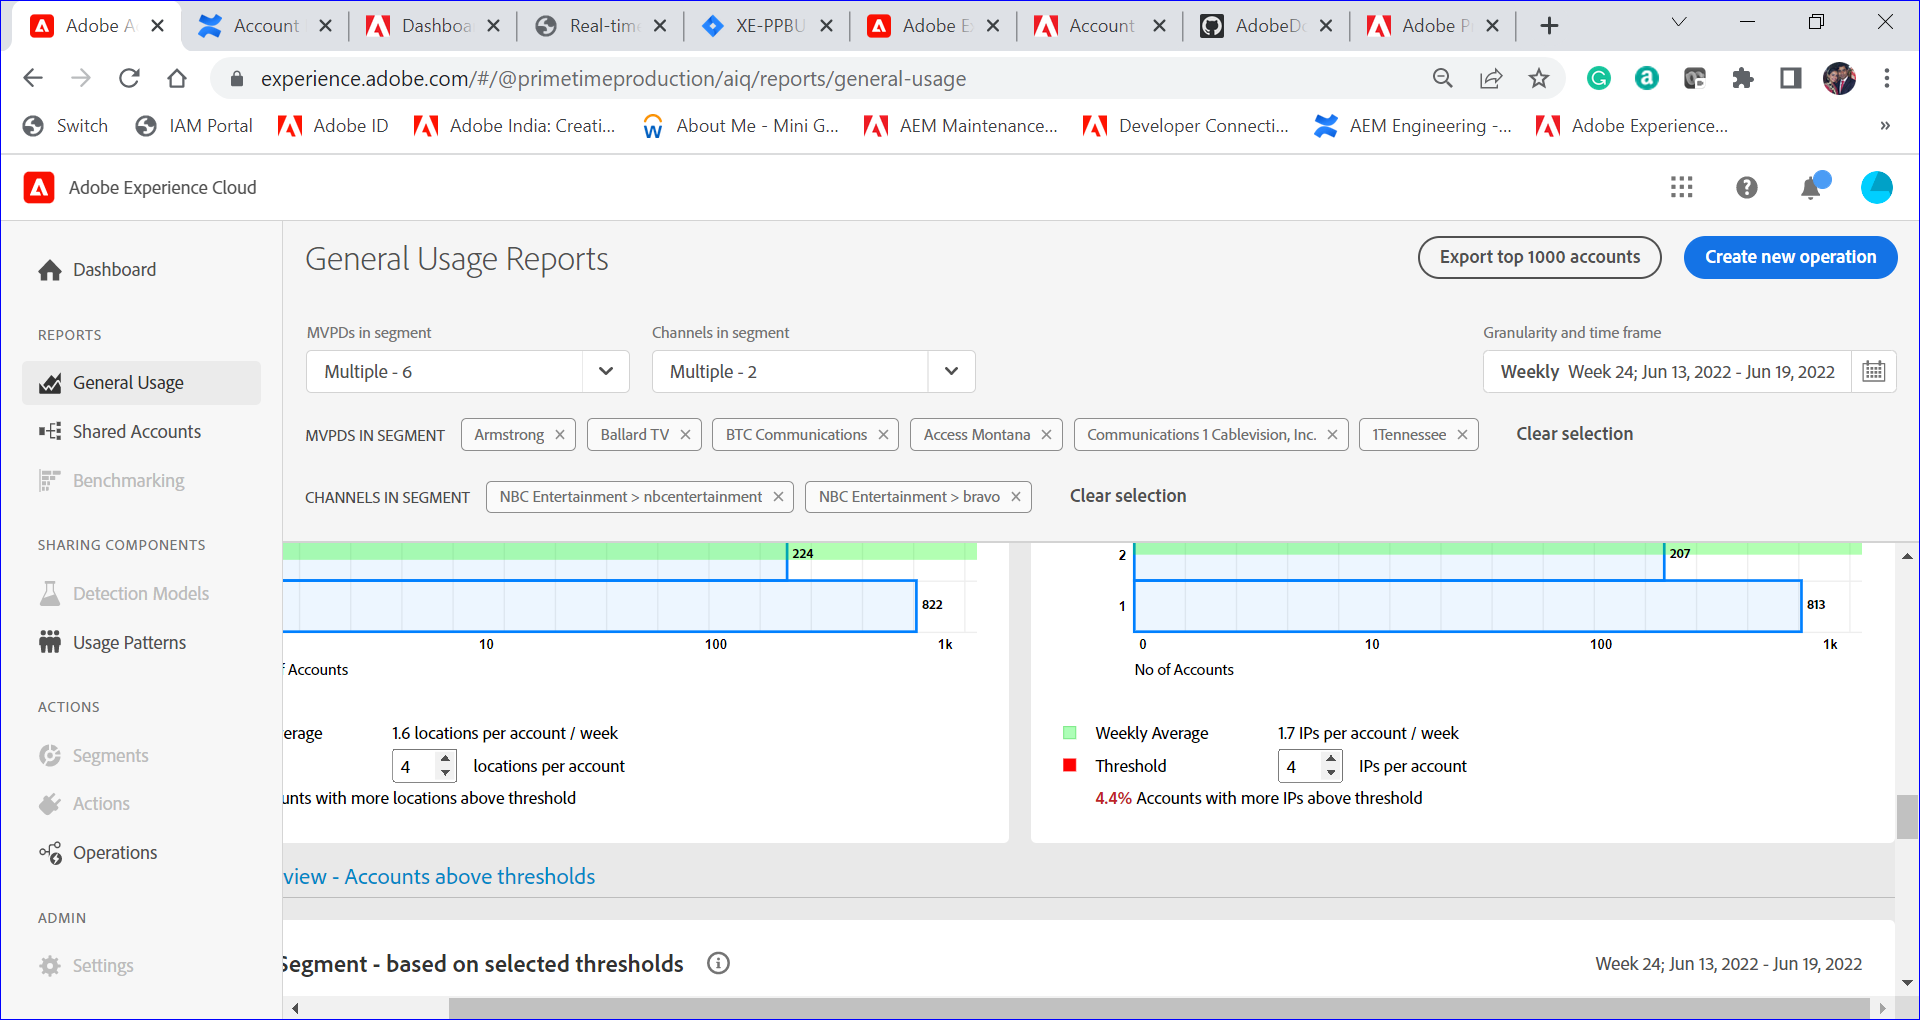 Adobe A
Account
Dashboa
Real-tim
XE-PPBU
Adobe E
Account
AdobeDo
Adobe P
experience.adobe.com/#/@primetimeproduction/aiq/reports/general-usage
Switch
IAM Portal
Adobe ID
Adobe India: Creati...
About Me - Mini G...
AEM Maintenance...
Developer Connecti...
AEM Engineering -...
Adobe Experience...
»
Adobe Experience Cloud
Dashboard
REPORTS
General Usage
Shared Accounts
Benchmarking
SHARING COMPONENTS
Detection Models
Usage Patterns
ACTIONS
Segments
Actions
Operations
ADMIN
Settings
General Usage Reports
Export top 1000 accounts
Create new operation
MVPDs in segment
Multiple - 6
Channels in segment
Multiple - 2
Granularity and time frame
Weekly Week 24; Jun 13, 2022 - Jun 19, 2022
MVPDS IN SEGMENT
Armstrong
Ballard TV
BTC Communications
Access Montana
Communications 1 Cablevision, Inc.
1Tennessee
Clear selection
CHANNELS IN SEGMENT
NBC Entertainment > nbcentertainment
NBC Entertainment > bravo
Clear selection
224
822
10 100 1k
Accounts
erage 1.6 locations per account / week
4 locations per account
unts with more locations above threshold
2 207
1 813
0 10 100 1k
No of Accounts
Weekly Average 1.7 IPs per account / week
Threshold 4 IPs per account
4.4% Accounts with more IPs above threshold
view - Accounts above thresholds
Segment - based on selected thresholds
Week 24; Jun 13, 2022 - Jun 19, 2022